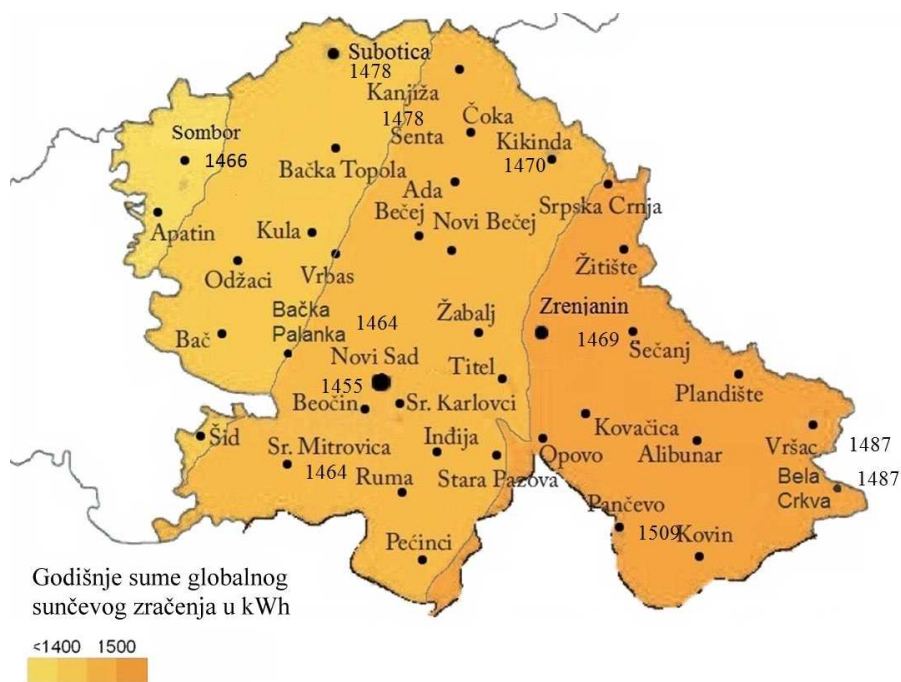 Subotica
1478
Kanjiža
1478
Senta
Čoka
Kikinda
1470
Sombor
1466
Bačka Topola
Ada
Srpska Crnja
Bečej
Novi Bečej
Apatin
Kula
Odžaci
Vrbas
Žitište
Bačka
Palanka
1464
Žabalj
Zrenjanin
1469
Sečanj
Bač
Novi Sad
1455
Titel
Plandište
Beočin
Sr. Karlovci
Kovačica
Šid
Sr. Mitrovica
1464
Inđija
Opovo
Alibunar
Vršac
1487
Ruma
Stara Pazova
Bela
Crkva
1487
Pančevo
1509
Kovin
Pećinci
Godišnje sume globalnog
sunčevog zračenja u kWh
<1400 1500